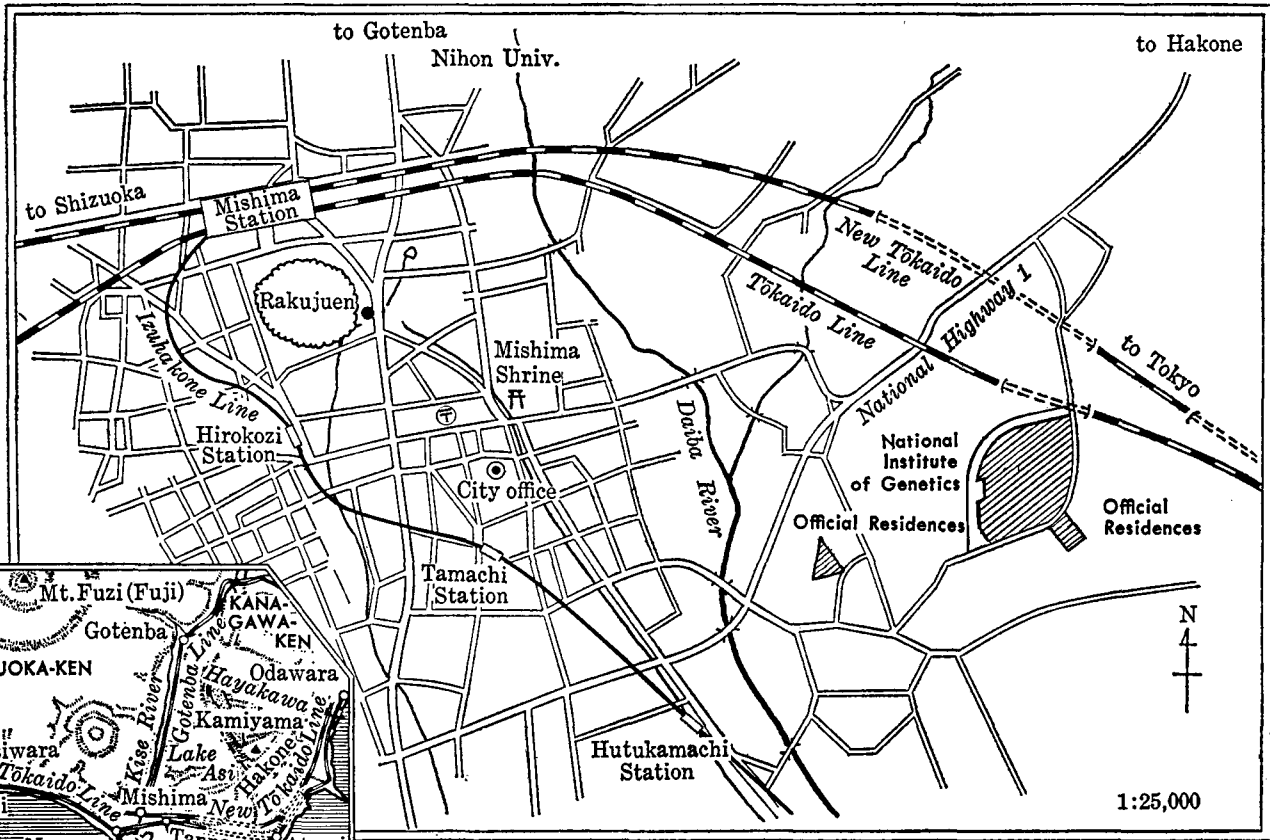 to Gotenba
Nihon Univ.
to Hakone
to Shizuoka
Mishima
Station
New Tōkaido
Line
Rakujuen
Tōkaido Line
National Highway 1
to Tokyo
Izuhakone Line
Mishima
Shrine
〒
Hirokozi
Station
City office
Daiba River
National
Institute
of Genetics
Official Residences
Official
Residences
Tamachi
Station
N
Hutukamachi
Station
1:25,000
Mt. Fuzi (Fuji)
KANA-
GAWA-
KEN
Gotenba
UOKA-KEN
Gotenba Line
Odawara
Hayakawa
Kise River
Kamiyama
Lake
Asi
Hakone
iwara
Tōkaido Line
Tōkaido Line
Mishima
New